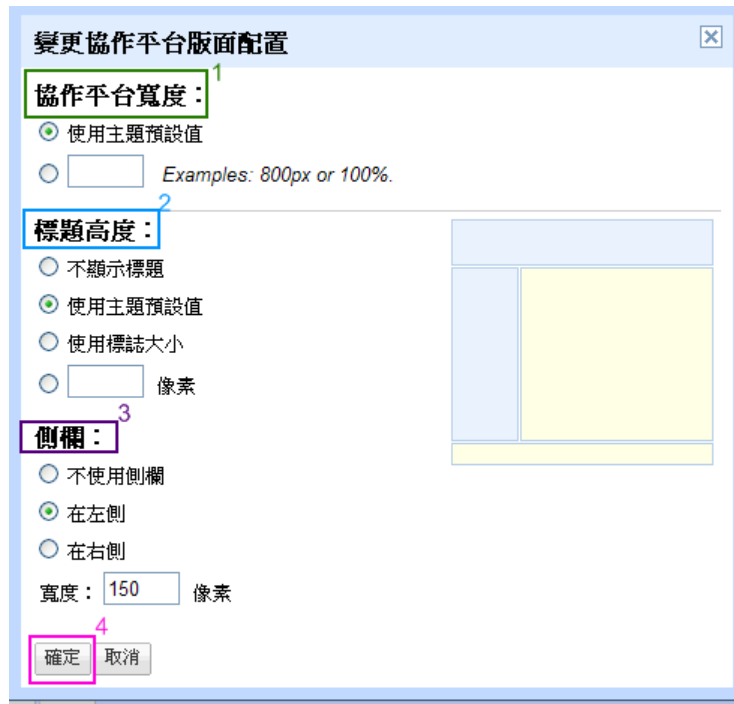 變更協作平台版面配置
1
協作平台寬度：
使用主題預設值
Examples: 800px or 100%.
2
標題高度：
不顯示標題
使用主題預設值
使用標誌大小
像素
3
側欄：
不使用側欄
在左側
在右側
寬度： 150 像素
4
確定 取消